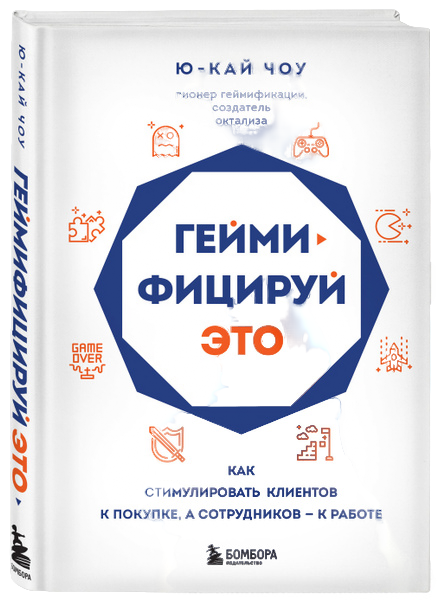 Ю-КАЙ ЧОУ
пионер геймификации,
создатель
октализа
GAME
OVER
ГЕЙМИ
ФИЦИРУЙ
ЭТО
КАК
СТИМУЛИРОВАТЬ КЛИЕНТОВ
К ПОКУПКЕ, А СОТРУДНИКОВ – К РАБОТЕ
БОМБОРА
ИЗДАТЕЛЬСТВО
Ю-КАЙ ЧОУ
ГЕЙМИФИЦИРУЙ ЭТО
БОМБОРА